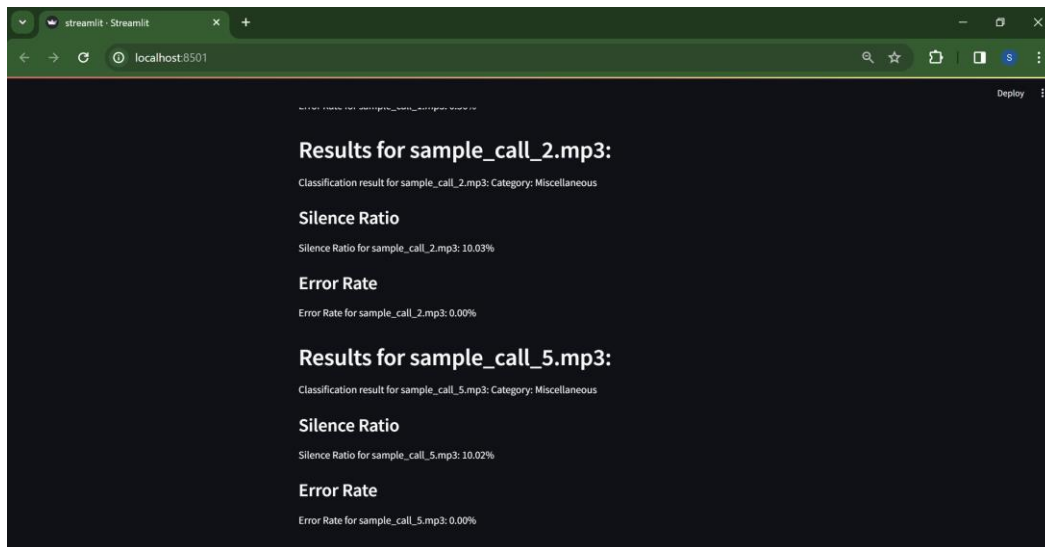 streamlit · Streamlit
localhost:8501
S
Deploy
Results for sample_call_2.mp3:
Classification result for sample_call_2.mp3: Category: Miscellaneous
Silence Ratio
Silence Ratio for sample_call_2.mp3: 10.03%
Error Rate
Error Rate for sample_call_2.mp3: 0.00%
Results for sample_call_5.mp3:
Classification result for sample_call_5.mp3: Category: Miscellaneous
Silence Ratio
Silence Ratio for sample_call_5.mp3: 10.02%
Error Rate
Error Rate for sample_call_5.mp3: 0.00%